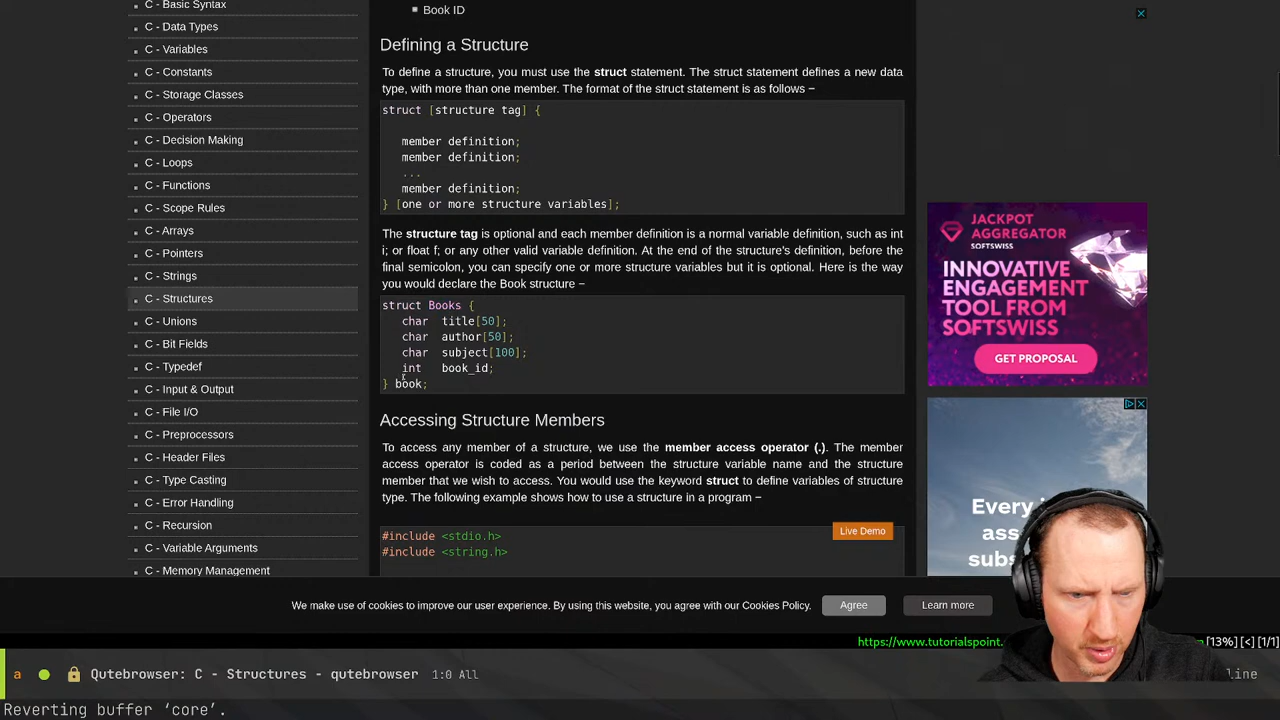 C - Basic Syntax
C - Data Types
C - Variables
C - Constants
C - Storage Classes
C - Operators
C - Decision Making
C - Loops
C - Functions
C - Scope Rules
C - Arrays
C - Pointers
C - Strings
C - Structures
C - Unions
C - Bit Fields
C - Typedef
C - Input & Output
C - File I/O
C - Preprocessors
C - Header Files
C - Type Casting
C - Error Handling
C - Recursion
C - Variable Arguments
C - Memory Management
Book ID
Defining a Structure
To define a structure, you must use the struct statement. The struct statement defines a new data
type, with more than one member. The format of the struct statement is as follows −
struct [structure tag] {
member definition;
member definition;
...
member definition;
} [one or more structure variables];
The structure tag is optional and each member definition is a normal variable definition, such as int
i; or float f; or any other valid variable definition. At the end of the structure's definition, before the
final semicolon, you can specify one or more structure variables but it is optional. Here is the way
you would declare the Book structure −
struct Books {
char title[50];
char author[50];
char subject[100];
int book_id;
} book;
Accessing Structure Members
To access any member of a structure, we use the member access operator (.). The member
access operator is coded as a period between the structure variable name and the structure
member that we wish to access. You would use the keyword struct to define variables of structure
type. The following example shows how to use a structure in a program −
Live Demo
#include <stdio.h>
#include <string.h>
JACKPOT
AGGREGATOR
SOFTSWISS
INNOVATIVE
ENGAGEMENT
TOOL FROM
SOFTSWISS
GET PROPOSAL
We make use of cookies to improve our user experience. By using this website, you agree with our Cookies Policy.
Agree
Learn more
https://www.tutorialspoint.
[13%] [<] [1/1]
a
Qutebrowser: C - Structures - qutebrowser 1:0 All
Reverting buffer ‘core’.